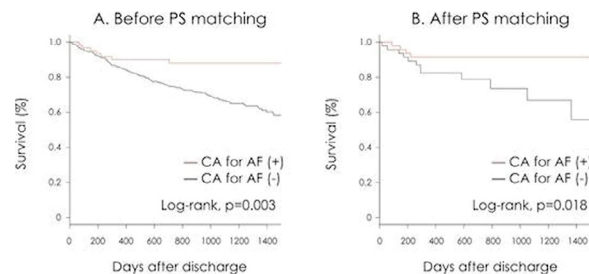 A. Before PS matching
1.0
0.8
0.6
0.4
0.2
0
Survival (%)
CA for AF (+)
CA for AF (-)
Log-rank, p=0.003
0 200 400 600 800 1000 1200 1400
Days after discharge
B. After PS matching
1.0
0.8
0.6
0.4
0.2
0
Survival (%)
CA for AF (+)
CA for AF (-)
Log-rank, p=0.018
0 200 400 600 800 1000 1200 1400
Days after discharge